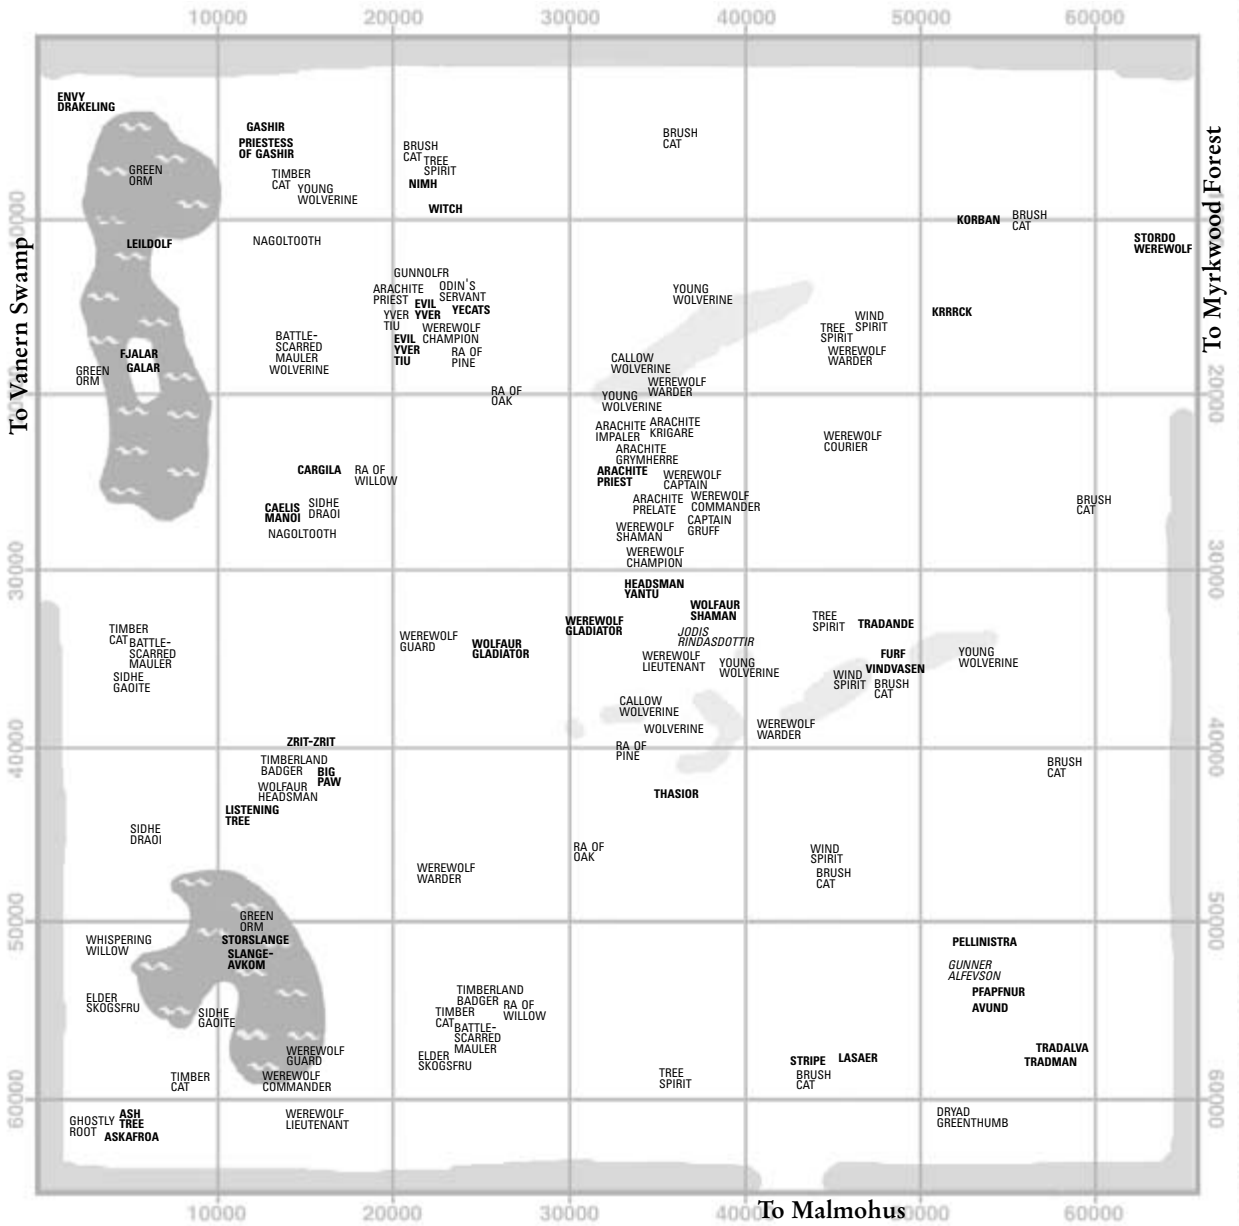 10000
20000
30000
40000
50000
60000
ENVY
DRAKELING
GASHIR
PRIESTESS
OF GASHIR
BRUSH
CAT
TREE
SPIRIT
NIMH
WITCH
BRUSH
CAT
GREEN
ORM
TIMBER
CAT
YOUNG
WOLVERINE
10000
KORBAN
BRUSH
CAT
STORDO
WEREWOLF
To Myrkwood Forest
To Vanern Swamp
LEILDOLF
NAGOLTOOTH
GUNNOLFR
ARACHITE
PRIEST
ODIN'S
SERVANT
EVIL
YVER
YECATS
YVER
TIU
WEREWOLF
CHAMPION
EVIL
YVER
TIU
RA OF
PINE
YOUNG
WOLVERINE
KRRRCK
WIND
SPIRIT
TREE
SPIRIT
WEREWOLF
WARDER
BATTLE-
SCARRED
MAULER
WOLVERINE
FJALAR
GALAR
GREEN
ORM
CALLOW
WOLVERINE
WEREWOLF
WARDER
YOUNG
WOLVERINE
RA OF
OAK
20000
ARACHITE
IMPALER
ARACHITE
KRIGARE
ARACHITE
GRYMHERRE
ARACHITE
PRIEST
WEREWOLF
CAPTAIN
WEREWOLF
COURIER
CARGILA
RA OF
WILLOW
CAELIS
MANOI
SIDHE
DRAOI
NAGOLTOOTH
ARACHITE
PRELATE
WEREWOLF
COMMANDER
CAPTAIN
GRUFF
WEREWOLF
SHAMAN
WEREWOLF
CHAMPION
BRUSH
CAT
30000
30000
HEADSMAN
YANTU
WOLFAUR
SHAMAN
WEREWOLF
GLADIATOR
JODIS
RINDASDOTTIR
TREE
SPIRIT
TRADANDE
TIMBER
CAT
BATTLE-
SCARRED
MAULER
SIDHE
GAOITE
WEREWOLF
GUARD
WOLFAUR
GLADIATOR
WEREWOLF
LIEUTENANT
YOUNG
WOLVERINE
FURF
VINDVASEN
WIND
SPIRIT
BRUSH
CAT
YOUNG
WOLVERINE
CALLOW
WOLVERINE
WOLVERINE
WEREWOLF
WARDER
RA OF
PINE
40000
40000
ZRIT-ZRIT
TIMBERLAND
BADGER
BIG
PAW
WOLFAUR
HEADSMAN
LISTENING
TREE
BRUSH
CAT
THASIOR
SIDHE
DRAOI
WEREWOLF
WARDER
RA OF
OAK
WIND
SPIRIT
BRUSH
CAT
50000
50000
GREEN
ORM
STORSLANGE
SLANGE-
AVKOM
WHISPERING
WILLOW
PELLINISTRA
GUNNER
ALFEVSON
PFAPFNUR
AVUND
ELDER
SKOGSFRU
SIDHE
GAOITE
TIMBERLAND
BADGER
RA OF
WILLOW
TIMBER
CAT
BATTLE-
SCARRED
MAULER
ELDER
SKOGSFRU
TRADALVA
TRADMAN
STRIPE
LASAER
BRUSH
CAT
TREE
SPIRIT
WEREWOLF
GUARD
WEREWOLF
COMMANDER
TIMBER
CAT
60000
60000
GHOSTLY
ROOT
ASH
TREE
ASKAFROA
WEREWOLF
LIEUTENANT
DRYAD
GREENTHUMB
10000
20000
30000
40000
50000
60000
To Malmohus